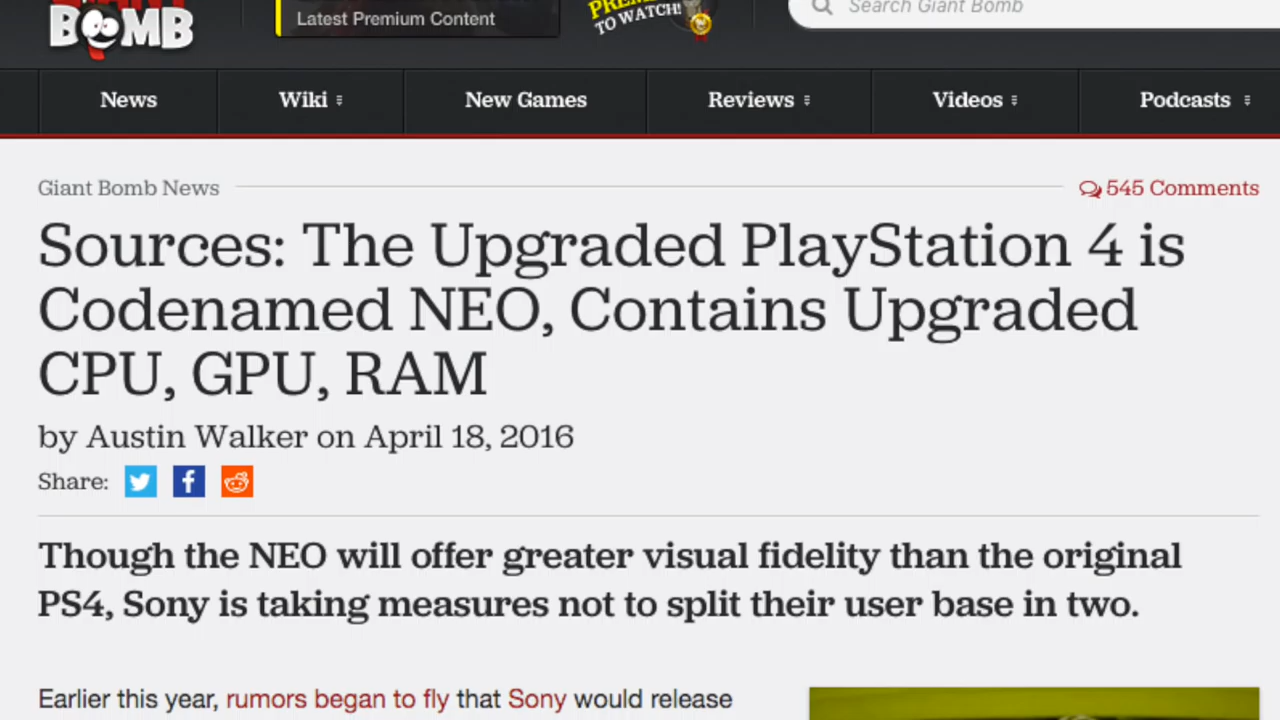 BOMB
Latest Premium Content
TO WATCH!
Search Giant Bomb
News
Wiki
New Games
Reviews
Videos
Podcasts
Giant Bomb News
545 Comments
Sources: The Upgraded PlayStation 4 is
Codenamed NEO, Contains Upgraded
CPU, GPU, RAM
by Austin Walker on April 18, 2016
Share:
Though the NEO will offer greater visual fidelity than the original
PS4, Sony is taking measures not to split their user base in two.
Earlier this year, rumors began to fly that Sony would release